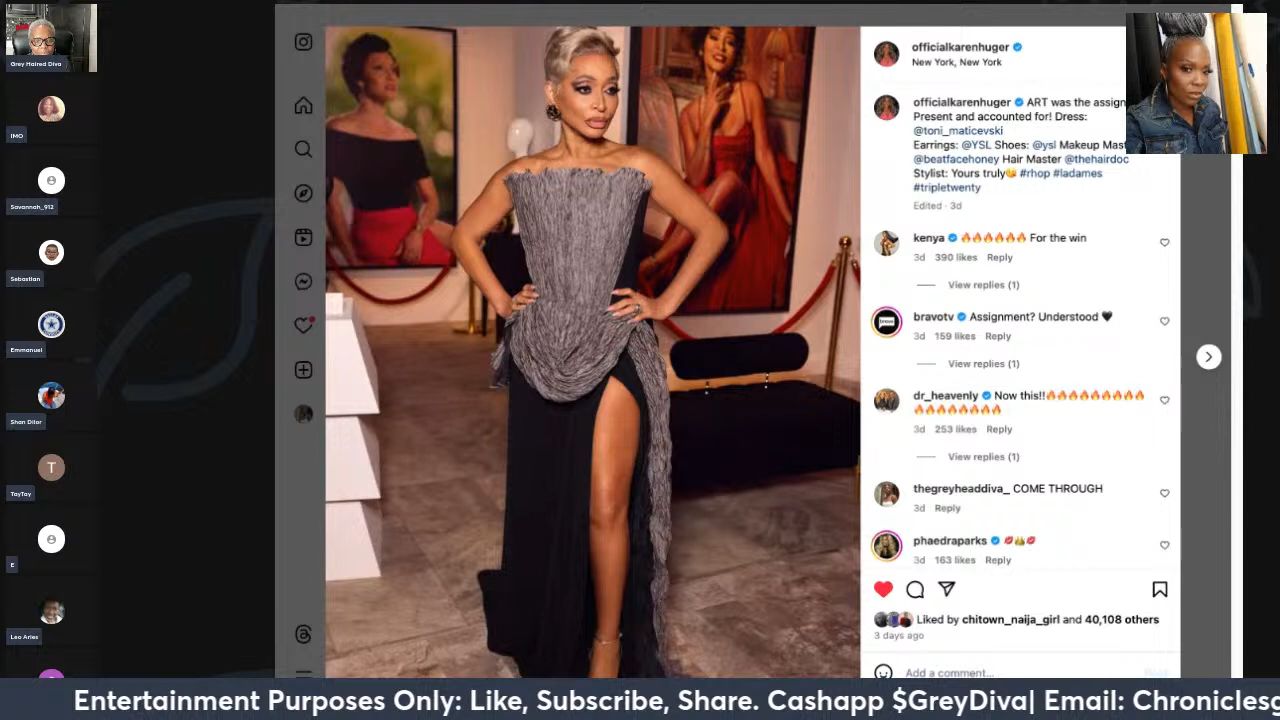 Grey Haired Diva
IMO
Savannah_912
Sebastian
Emmanuel
Shan Dilor
T
TayTay
E
Leo Aries
officialkarenhuger
New York, New York
officialkarenhuger ART was the assign
Present and accounted for! Dress:
@toni_maticevski
Earrings: @YSL Shoes: @ysl Makeup Mast
@beatfacehoney Hair Master @thehairdoc
Stylist: Yours truly😘 #rhop #ladames
#tripletwenty
Edited · 3d
kenya 🔥🔥🔥🔥🔥🔥 For the win
3d 390 likes Reply
View replies (1)
bravotv Assignment? Understood 🖤
3d 159 likes Reply
View replies (1)
dr_heavenly Now this!!🔥🔥🔥🔥🔥🔥🔥🔥🔥
🔥🔥🔥🔥🔥🔥🔥🔥
3d 253 likes Reply
View replies (1)
thegreyheaddiva_ COME THROUGH
3d Reply
phaedraparks 💋👑💋
3d 163 likes Reply
Liked by chitown_naija_girl and 40,108 others
3 days ago
Add a comment...
Entertainment Purposes Only: Like, Subscribe, Share. Cashapp $GreyDiva| Email: Chroniclesg